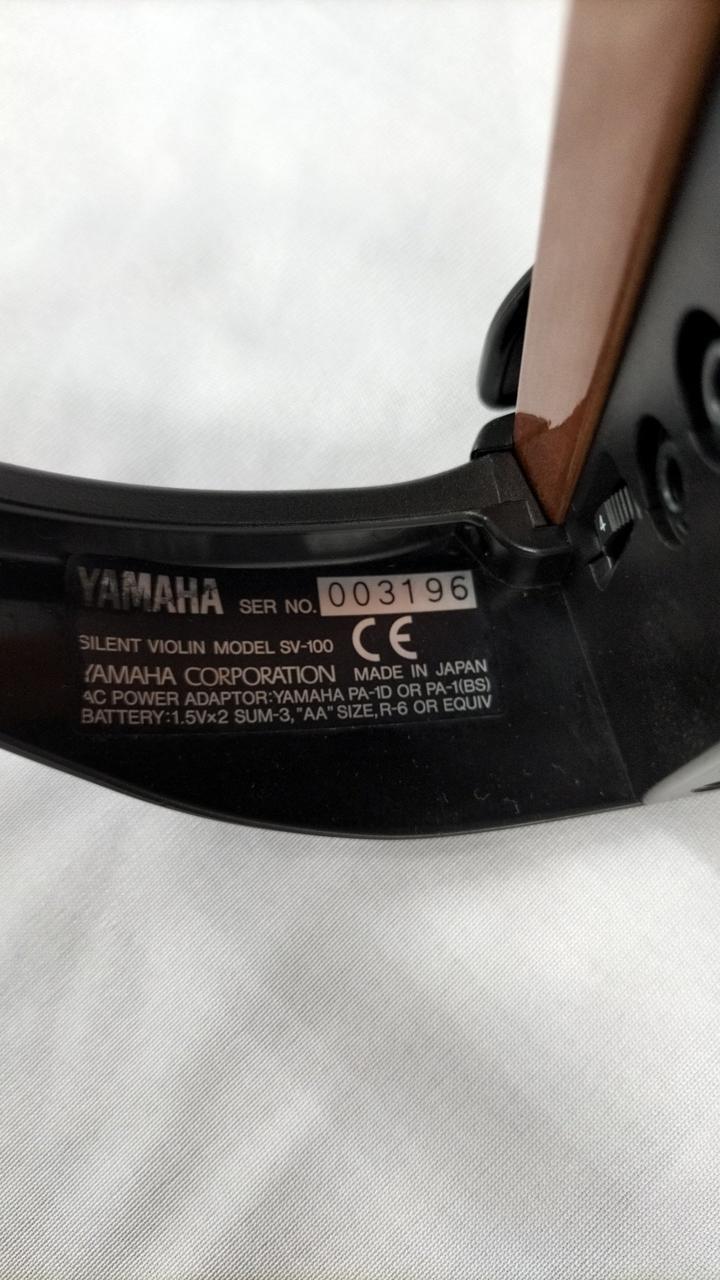 YAMAHA SER NO. 003196
SILENT VIOLIN MODEL SV-100 CE
YAMAHA CORPORATION MADE IN JAPAN
AC POWER ADAPTOR:YAMAHA PA-1D OR PA-1(BS)
BATTERY:1.5V×2 SUM-3,"AA" SIZE,R-6 OR EQUIV
4